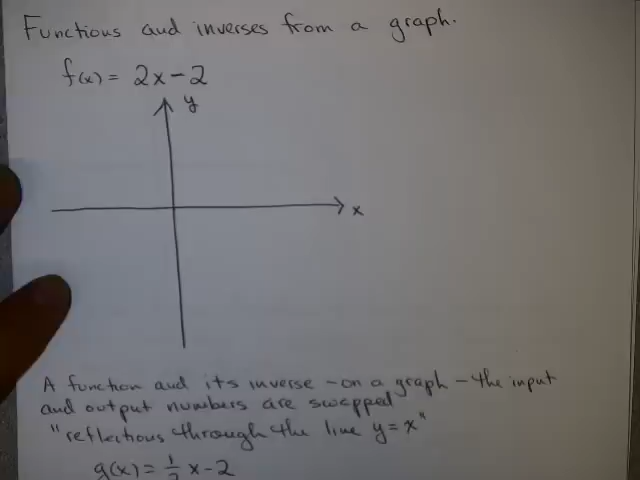 Functions and inverses from a graph.
f(x) = 2x - 2
y
x
A function and its inverse - on a graph - the input
and output numbers are swapped
"reflections through the line y = x"
g(x) = 1/2 x - 2